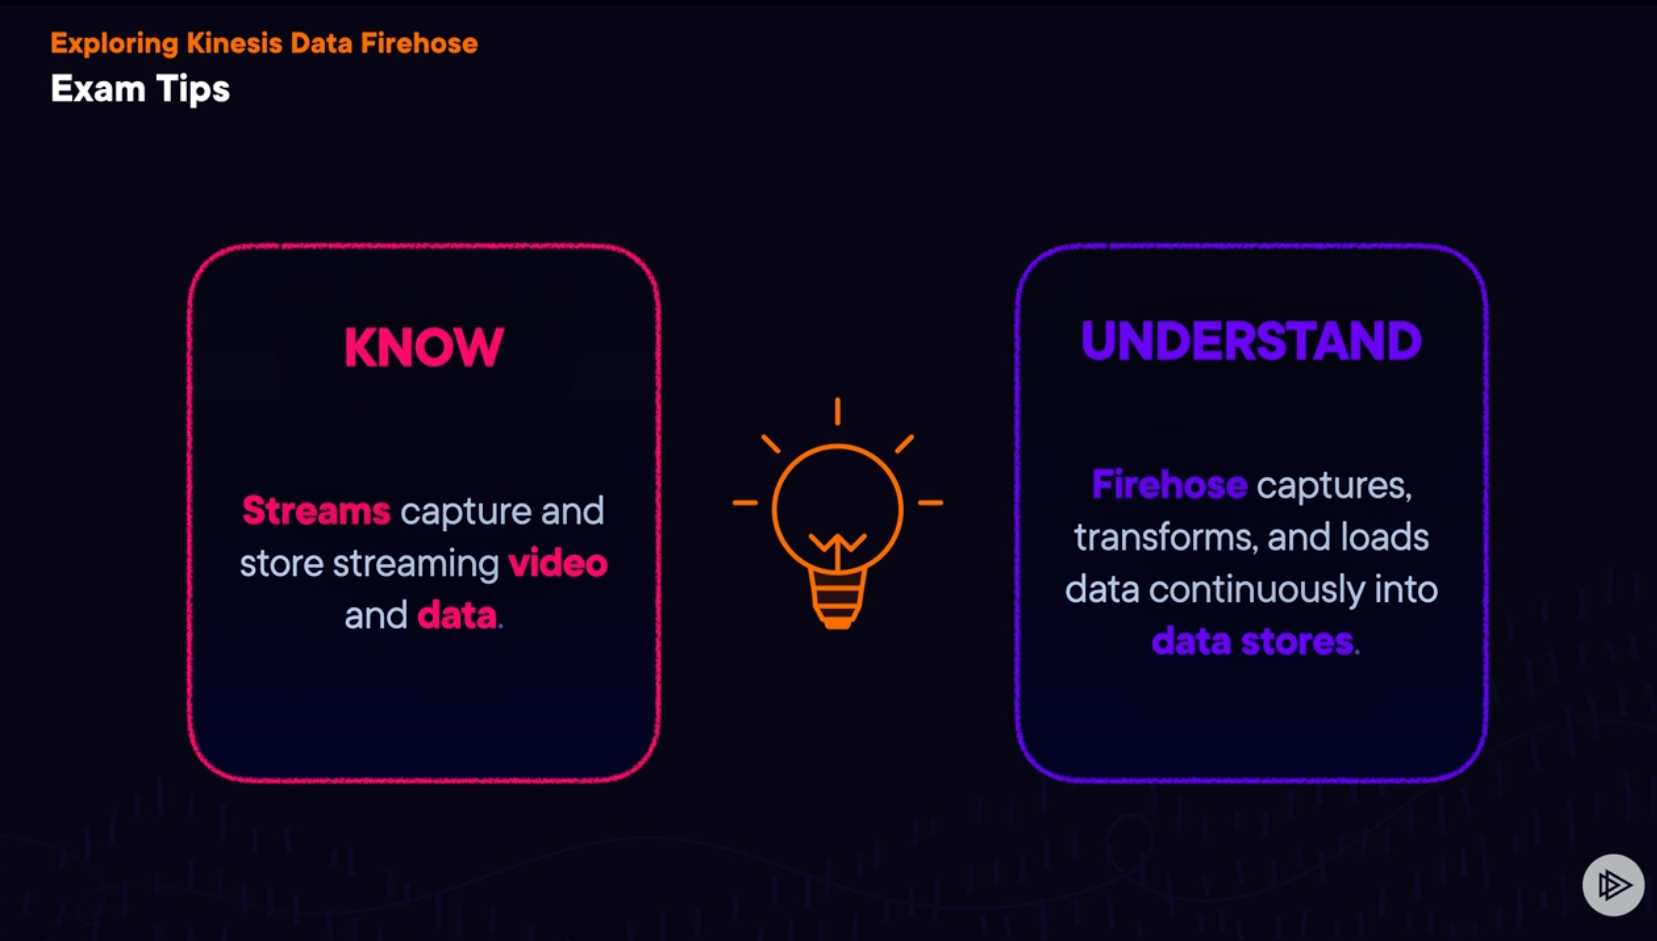 Exploring Kinesis Data Firehose
Exam Tips
KNOW
Streams capture and
store streaming video
and data.
UNDERSTAND
Firehose captures,
transforms, and loads
data continuously into
data stores.